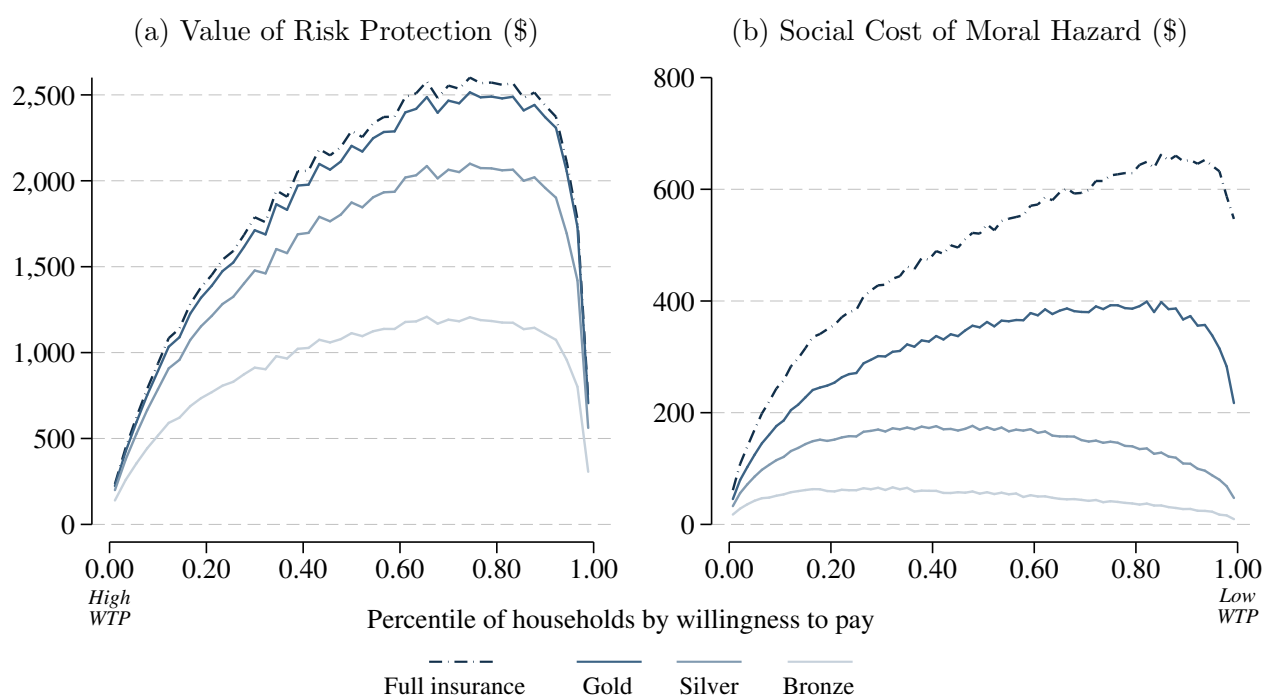 (a) Value of Risk Protection ($)
2,500
2,000
1,500
1,000
500
0
0.00 0.20 0.40 0.60 0.80 1.00
High
WTP
(b) Social Cost of Moral Hazard ($)
800
600
400
200
0
0.00 0.20 0.40 0.60 0.80 1.00
Low
WTP
Percentile of households by willingness to pay
Full insurance Gold Silver Bronze